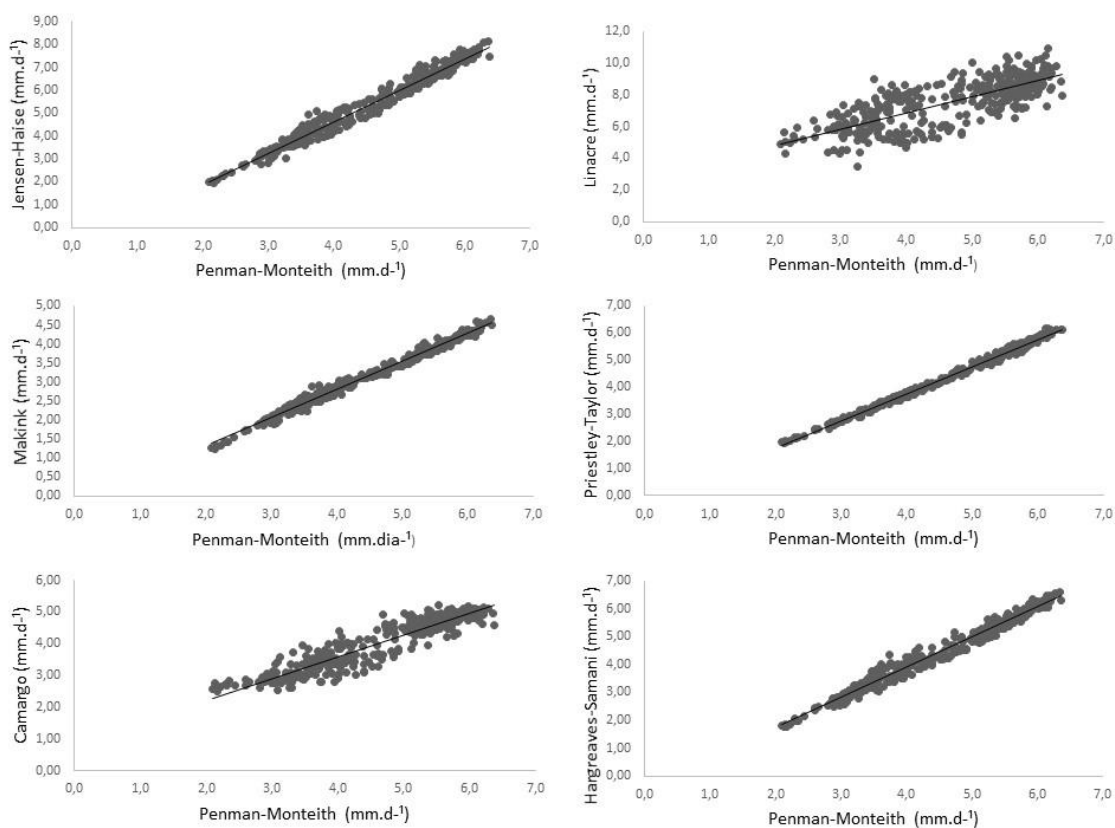 9,00
8,00
7,00
6,00
5,00
4,00
3,00
2,00
1,00
0,00
Jensen-Haise (mm.d-¹)
0,0 1,0 2,0 3,0 4,0 5,0 6,0 7,0
Penman-Monteith (mm.d-¹)
12,0
10,0
8,0
6,0
4,0
2,0
0,0
Linacre (mm.d-¹)
0,0 1,0 2,0 3,0 4,0 5,0 6,0 7,0
Penman-Monteith (mm.d-¹)
5,00
4,50
4,00
3,50
3,00
2,50
2,00
1,50
1,00
0,50
0,00
Makink (mm.d-¹)
0,0 1,0 2,0 3,0 4,0 5,0 6,0 7,0
Penman-Monteith (mm.dia-¹)
7,00
6,00
5,00
4,00
3,00
2,00
1,00
0,00
Priestley-Taylor (mm.d-¹)
0,0 1,0 2,0 3,0 4,0 5,0 6,0 7,0
Penman-Monteith (mm.d-¹)
6,00
5,00
4,00
3,00
2,00
1,00
0,00
Camargo (mm.d-¹)
0,0 1,0 2,0 3,0 4,0 5,0 6,0 7,0
Penman-Monteith (mm.d-¹)
7,00
6,00
5,00
4,00
3,00
2,00
1,00
0,00
Hargreaves-Samani (mm.d-¹)
0,0 1,0 2,0 3,0 4,0 5,0 6,0 7,0
Penman-Monteith (mm.d-¹)